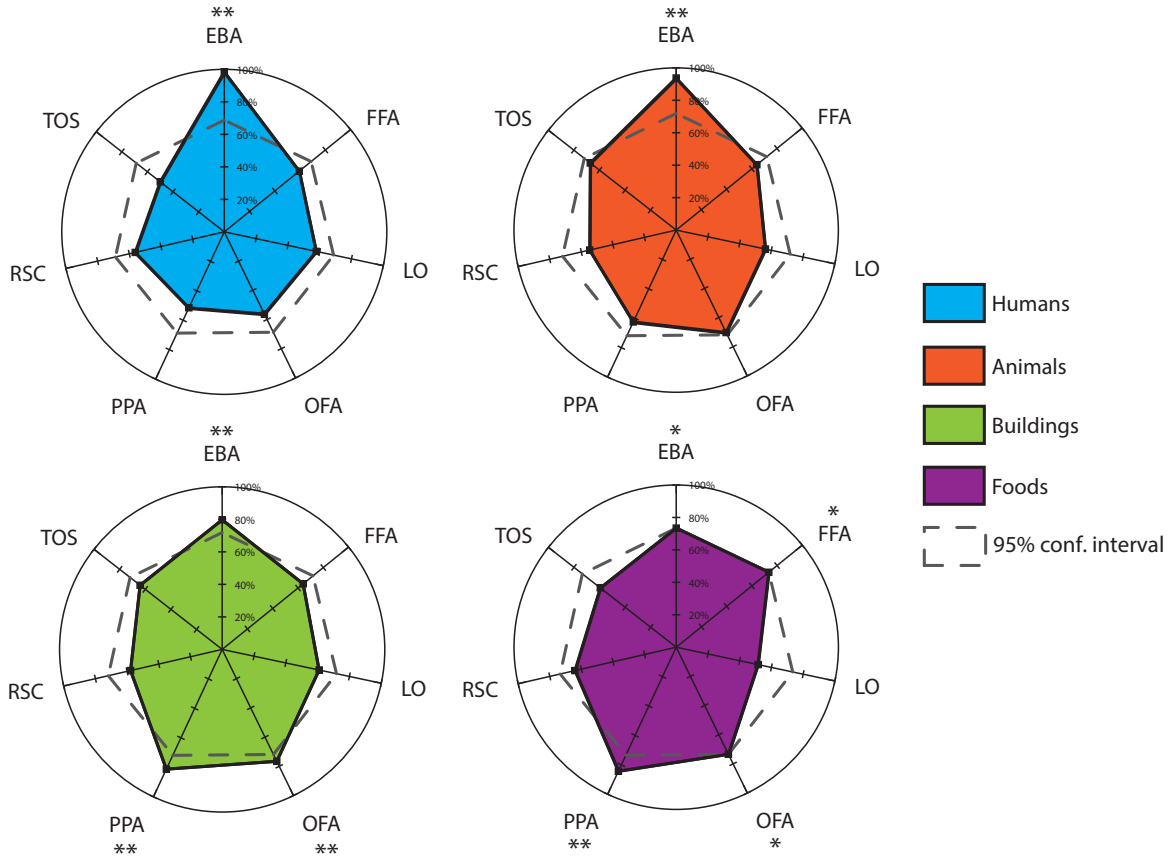 **
EBA
100%
80%
60%
40%
20%
FFA
LO
OFA
PPA
RSC
TOS
**
EBA
100%
80%
60%
40%
20%
FFA
LO
OFA
PPA
RSC
TOS
**
EBA
100%
80%
60%
40%
20%
FFA
LO
OFA
**
PPA
**
RSC
TOS
*
EBA
100%
80%
60%
40%
20%
*
FFA
LO
OFA
*
PPA
**
RSC
TOS
Humans
Animals
Buildings
Foods
95% conf. interval